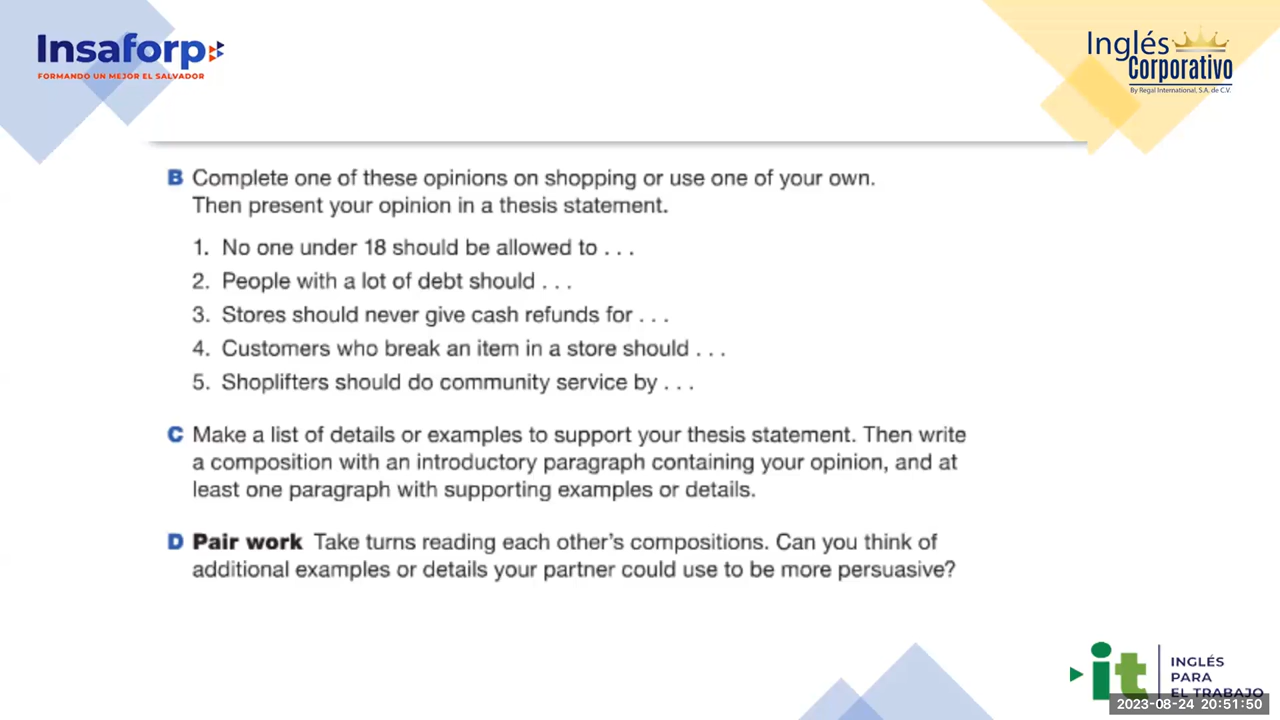 Insaforp
FORMANDO UN MEJOR EL SALVADOR
Inglés
Corporativo
By Regal International, S.A. de C.V.
B Complete one of these opinions on shopping or use one of your own.
Then present your opinion in a thesis statement.
1. No one under 18 should be allowed to . . .
2. People with a lot of debt should . . .
3. Stores should never give cash refunds for . . .
4. Customers who break an item in a store should . . .
5. Shoplifters should do community service by . . .
C Make a list of details or examples to support your thesis statement. Then write
a composition with an introductory paragraph containing your opinion, and at
least one paragraph with supporting examples or details.
D Pair work Take turns reading each other's compositions. Can you think of
additional examples or details your partner could use to be more persuasive?
it
INGLÉS
PARA
EL TRABAJO
2023-08-24 20:51:50